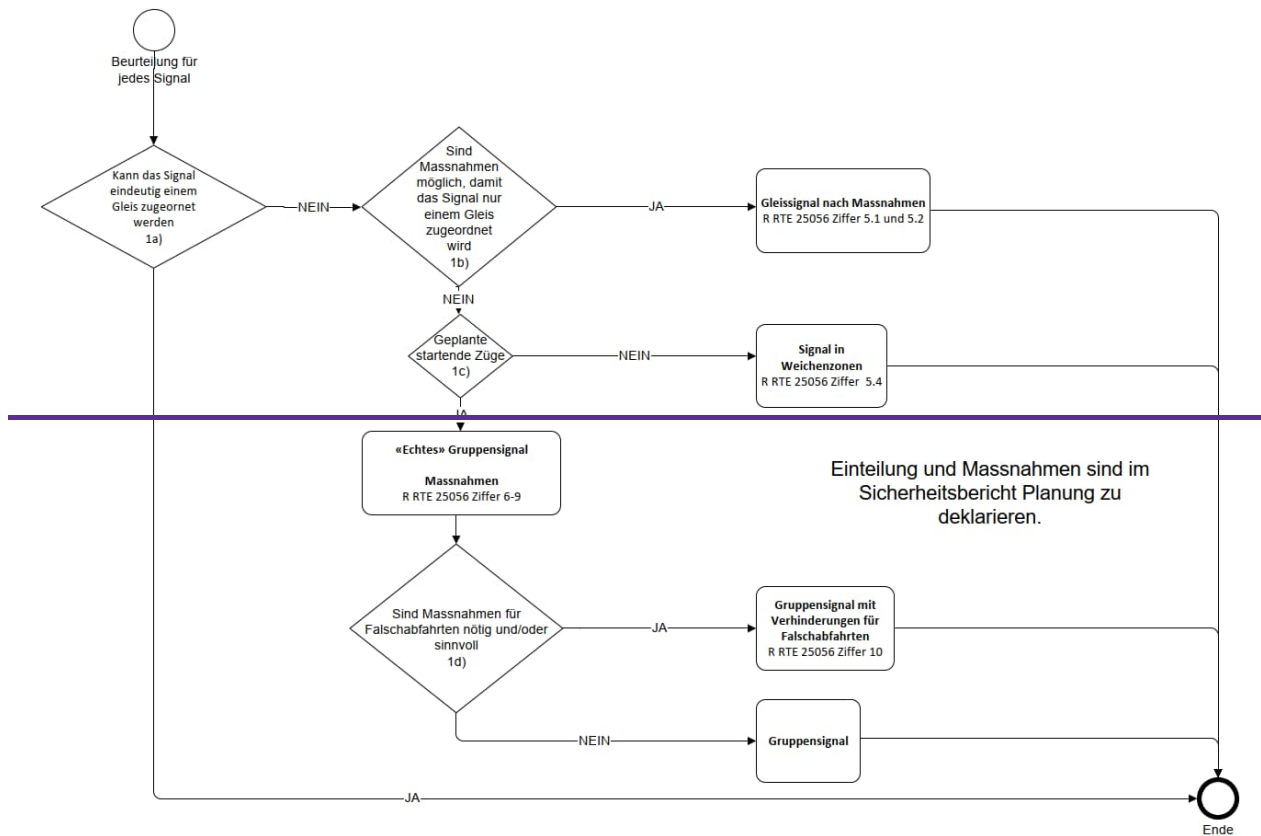 Beurteilung für
jedes Signal
Kann das Signal
eindeutig einem
Gleis zugeornet
werden
1a)
NEIN
Sind
Massnahmen
möglich, damit
das Signal nur
einem Gleis
zugeordnet
wird
1b)
JA
Gleissignal nach Massnahmen
R RTE 25056 Ziffer 5.1 und 5.2
NEIN
Geplante
startende Züge
1c)
NEIN
Signal in
Weichenzonen
R RTE 25056 Ziffer 5.4
JA
«Echtes» Gruppensignal
Massnahmen
R RTE 25056 Ziffer 6-9
Einteilung und Massnahmen sind im
Sicherheitsbericht Planung zu
deklarieren.
Sind Massnahmen für
Falschabfahrten nötig und/oder
sinnvoll
1d)
JA
Gruppensignal mit
Verhinderungen für
Falschabfahrten
R RTE 25056 Ziffer 10
NEIN
Gruppensignal
JA
Ende